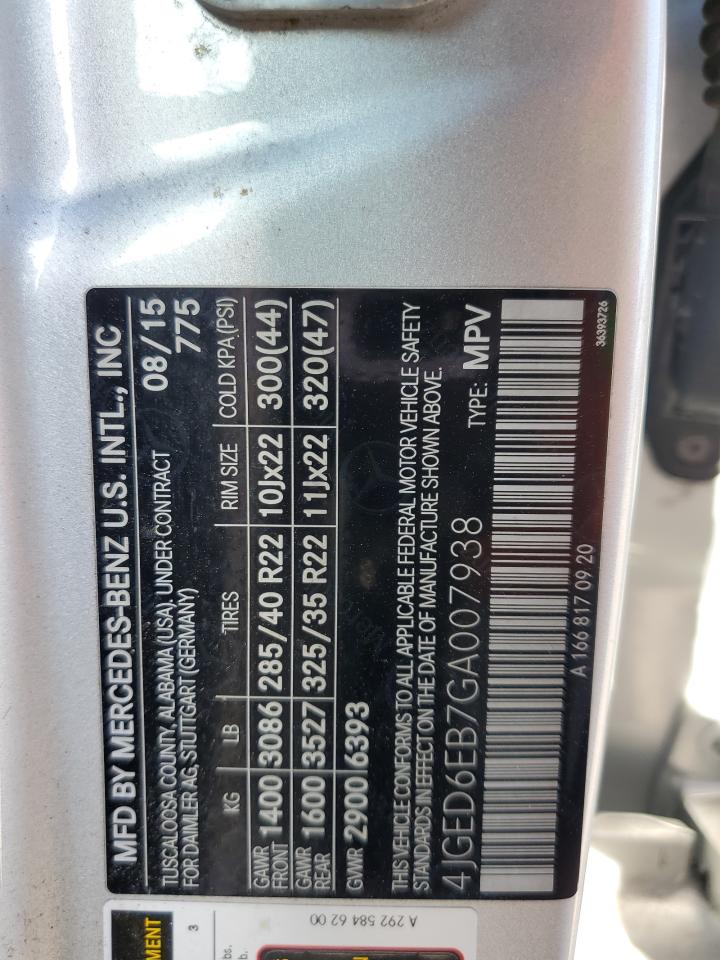 MFD BY MERCEDES-BENZ U.S. INTL., INC
TUSCALOOSA COUNTY, ALABAMA (USA), UNDER CONTRACT 08/15
FOR DAIMLER AG, STUTTGART (GERMANY) 775
KG LB TIRES RIM SIZE COLD KPA (PSI)
GAWR FRONT 1400 3086 285/40 R22 10Jx22 300(44)
GAWR REAR 1600 3527 325/35 R22 11Jx22 320(47)
GVWR 2900 6393
THIS VEHICLE CONFORMS TO ALL APPLICABLE FEDERAL MOTOR VEHICLE SAFETY
STANDARDS IN EFFECT ON THE DATE OF MANUFACTURE SHOWN ABOVE.
4JGED6EB7GA007938 TYPE: MPV
A 166 817 09 20
36393726
A 292 584 62 00
MENT
3
lbs.